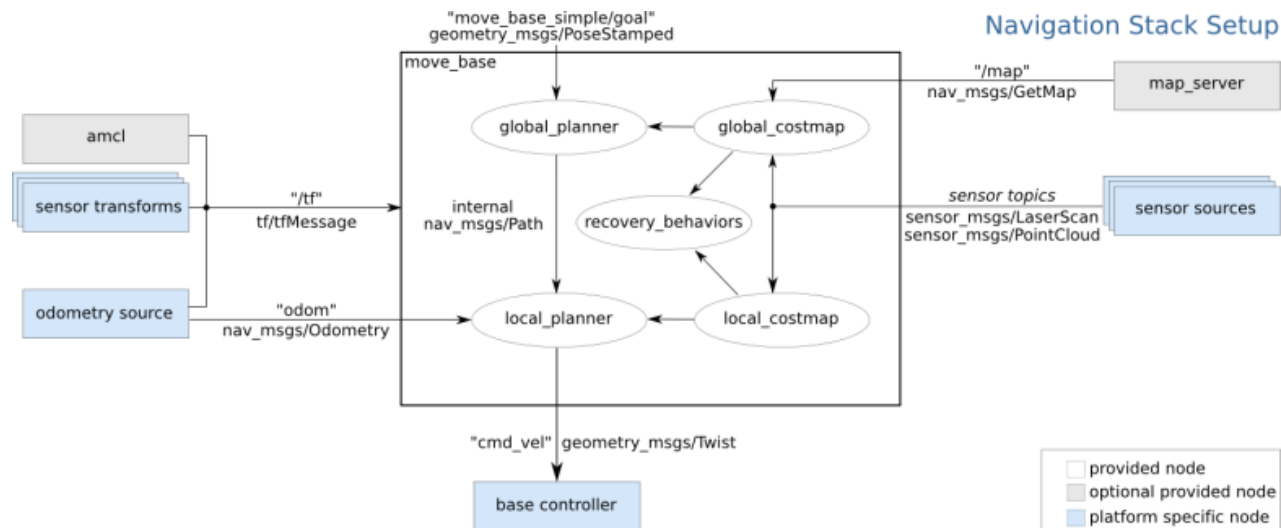 "move_base_simple/goal"
geometry_msgs/PoseStamped
Navigation Stack Setup
move_base
"/map"
nav_msgs/GetMap
map_server
global_planner
global_costmap
amcl
sensor transforms
"/tf"
tf/tfMessage
internal
nav_msgs/Path
recovery_behaviors
sensor topics
sensor_msgs/LaserScan
sensor_msgs/PointCloud
sensor sources
odometry source
"odom"
nav_msgs/Odometry
local_planner
local_costmap
"cmd_vel"
geometry_msgs/Twist
base controller
provided node
optional provided node
platform specific node